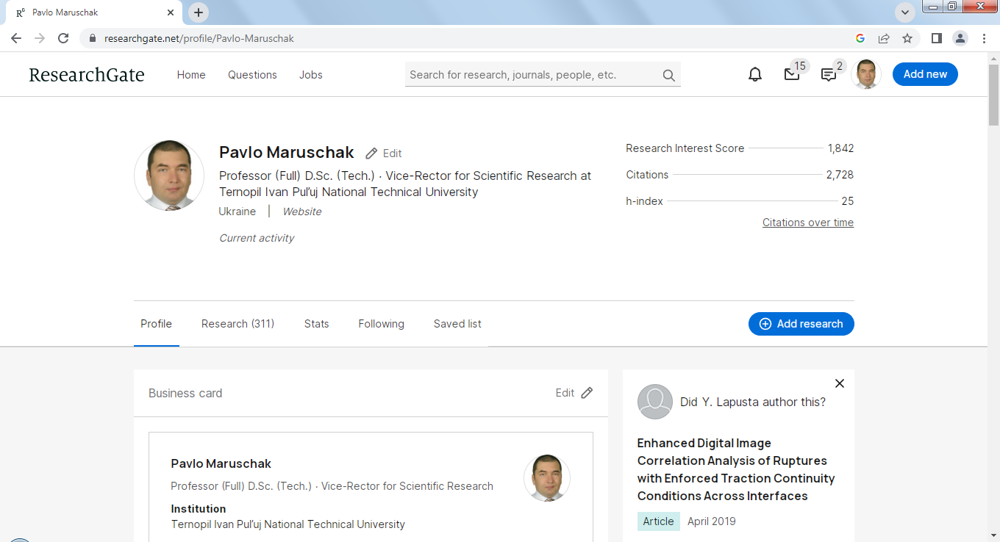 Pavlo Maruschak
researchgate.net/profile/Pavlo-Maruschak
ResearchGate
Home Questions Jobs
Search for research, journals, people, etc.
15
2
Add new
Pavlo Maruschak Edit
Professor (Full) D.Sc. (Tech.) · Vice-Rector for Scientific Research at
Ternopil Ivan Pul'uj National Technical University
Ukraine Website
Current activity
Research Interest Score 1,842
Citations 2,728
h-index 25
Citations over time
Profile Research (311) Stats Following Saved list
Add research
Business card Edit
Pavlo Maruschak
Professor (Full) D.Sc. (Tech.) · Vice-Rector for Scientific Research
Institution
Ternopil Ivan Pul'uj National Technical University
Did Y. Lapusta author this?
Enhanced Digital Image
Correlation Analysis of Ruptures
with Enforced Traction Continuity
Conditions Across Interfaces
Article April 2019